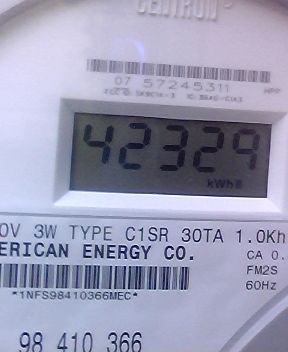 CENTRON
07 57245311
42329
kWh
0V 3W TYPE C1SR 30TA 1.0Kh
ERICAN ENERGY CO.
CA 0.
FM2S
60Hz
*1NFS98410366MEC*
98 410 366